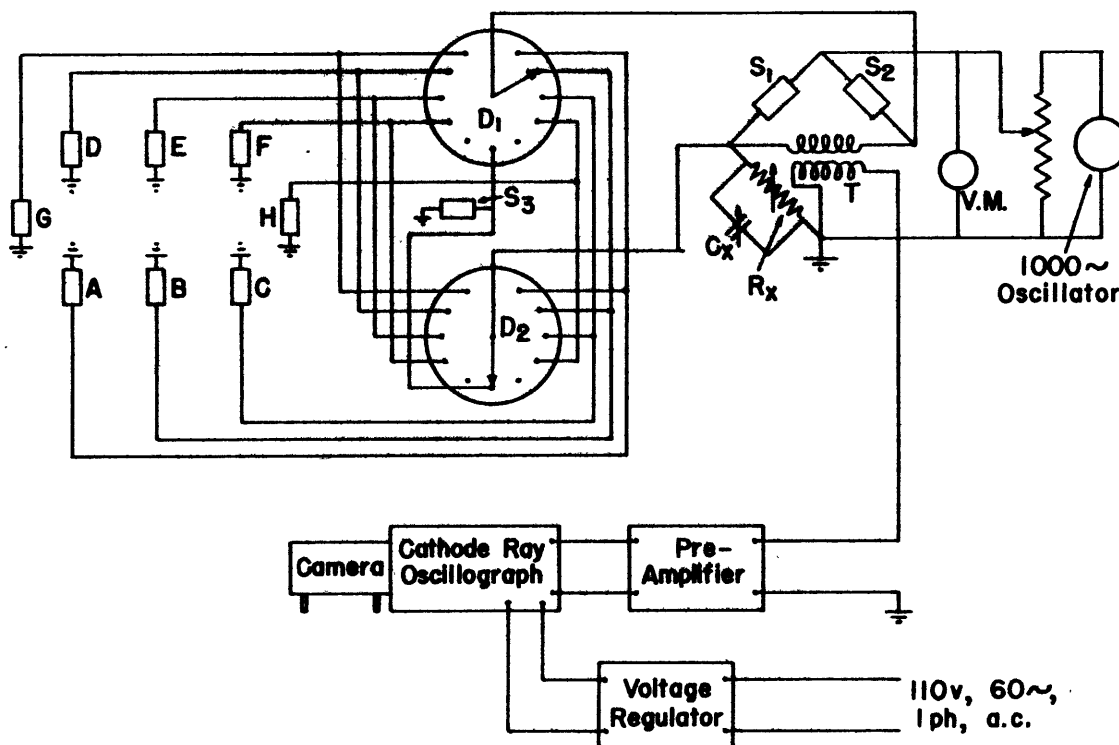 D₁
S₁
S₂
D
E
F
G
H
S₃
T
V.M.
Cₓ
Rₓ
1000~
Oscillator
A
B
C
D₂
Camera
Cathode Ray
Oscillograph
Pre-
Amplifier
Voltage
Regulator
110v, 60~,
1ph, a.c.